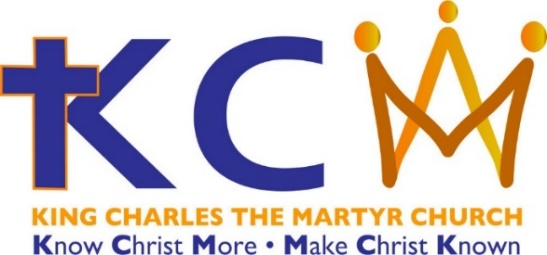 KCM
KING CHARLES THE MARTYR CHURCH
Know Christ More • Make Christ Known